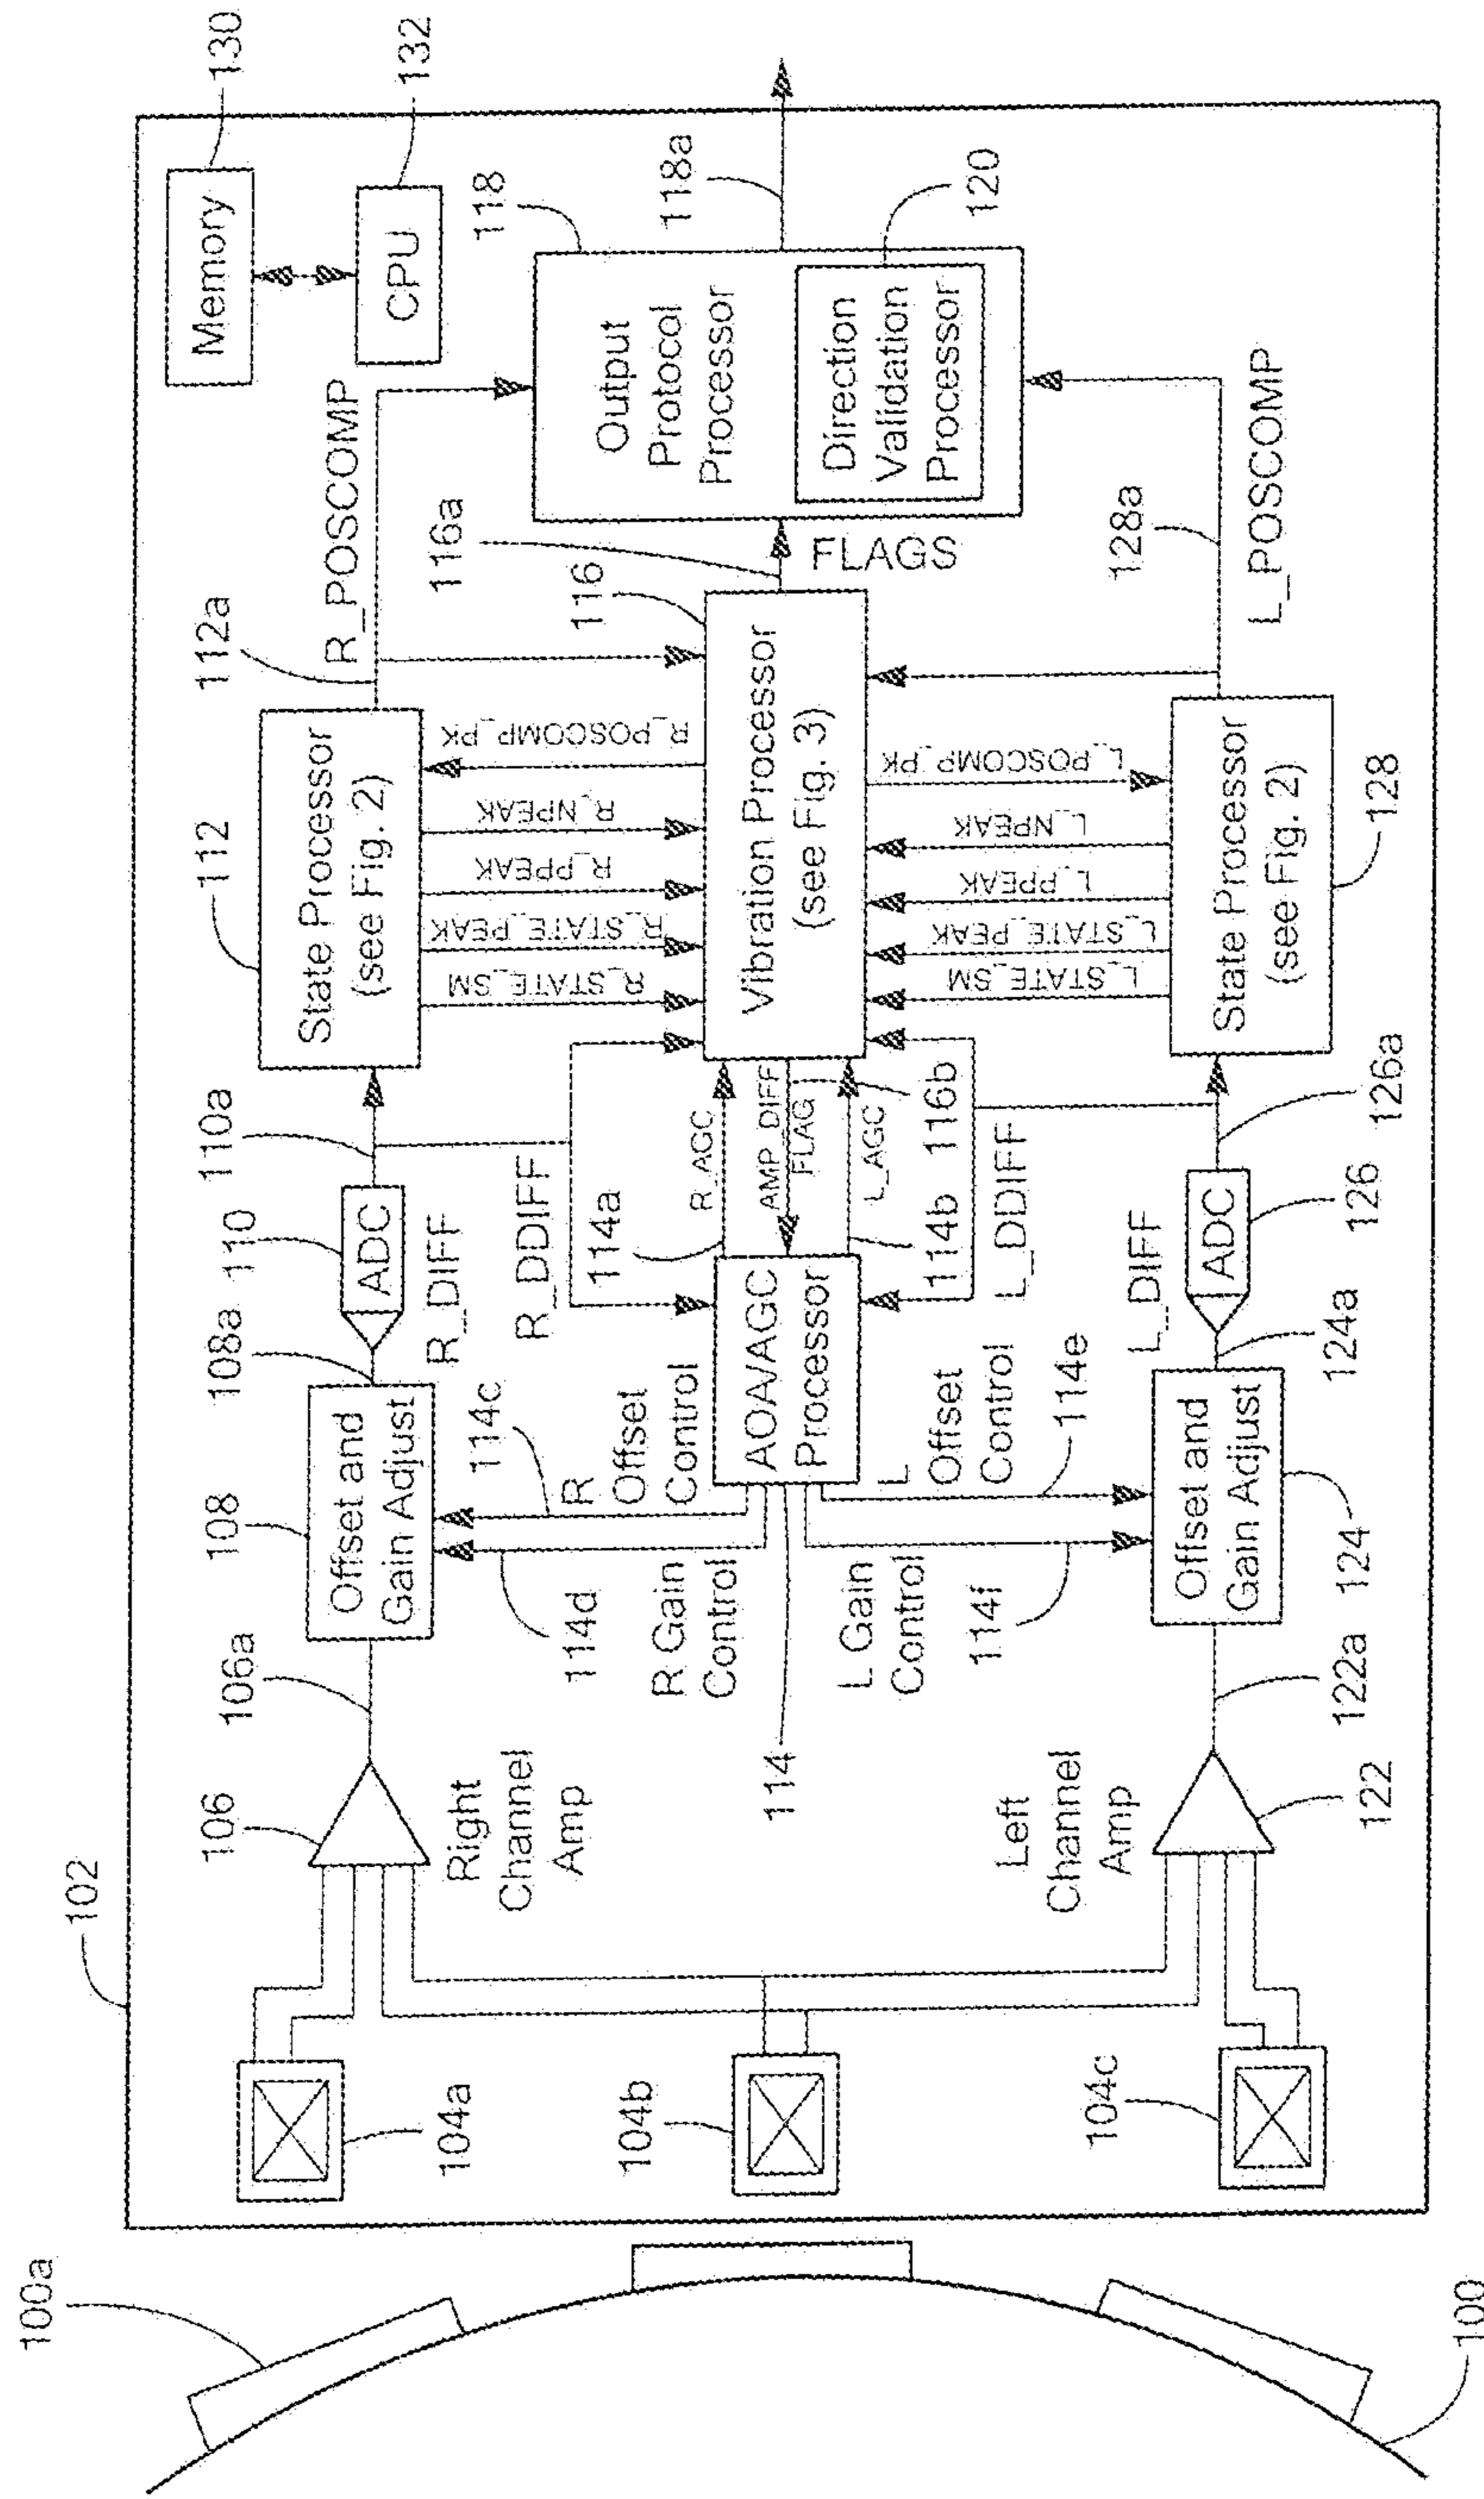 102
106
106a
108
108a
110
110a
112
112a
R_POSCOMP
Memory
130
CPU
132
Right
Channel
Amp
Offset and
Gain Adjust
ADC
R_DIFF
State Processor
(see Fig. 2)
R_STATE_SM
R_STATE_PEAK
R_PPEAK
R_NPEAK
R_POSCOMP_PK
116a
116
118
118a
120
Output
Protocol
Processor
Direction
Validation
Processor
FLAGS
100a
104a
104b
104c
100
114
114d
114c
R Gain
Control
R
Offset
Control
R_DDIFF
114a
R_AGC
AMP_DIFF
FLAG
L_AGC
AOA/AGC
Processor
Vibration Processor
(see Fig. 3)
114b
116b
L_DDIFF
L Gain
Control
L
Offset
Control
114f
114e
L_STATE_SM
L_STATE_PEAK
L_PPEAK
L_NPEAK
L_POSCOMP_PK
Left
Channel
Amp
Offset and
Gain Adjust
L_DIFF
ADC
State Processor
(see Fig. 2)
128a
L_POSCOMP
122
122a
124
124a
126
126a
128